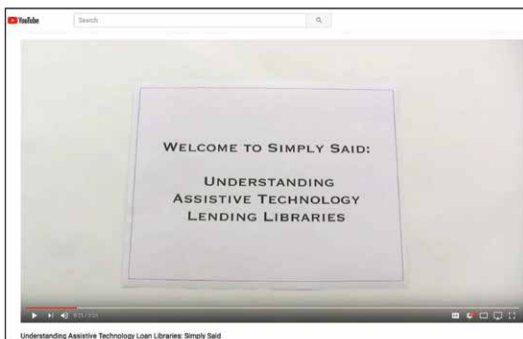 YouTube
Search
WELCOME TO SIMPLY SAID:
UNDERSTANDING
ASSISTIVE TECHNOLOGY
LENDING LIBRARIES
Understanding Assistive Technology Loan Libraries: Simply Said